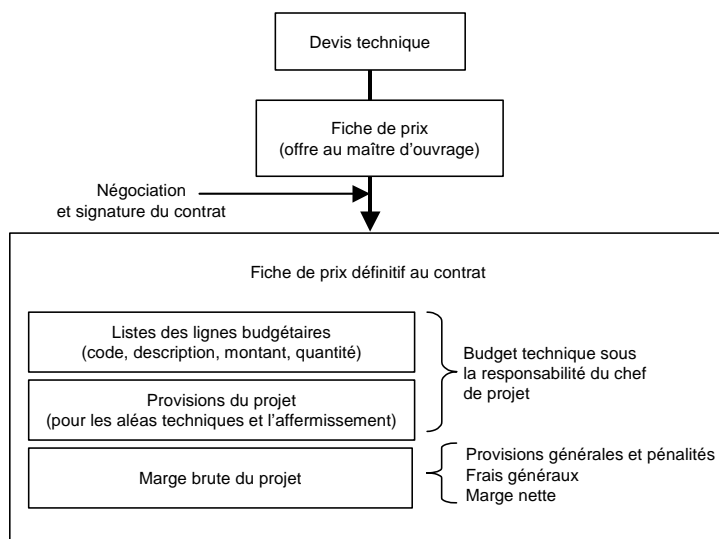 Devis technique
Fiche de prix
(offre au maître d’ouvrage)
Négociation
et signature du contrat
Fiche de prix définitif au contrat
Listes des lignes budgétaires
(code, description, montant, quantité)
Provisions du projet
(pour les aléas techniques et l’affermissement)
Budget technique sous
la responsabilité du chef
de projet
Marge brute du projet
Provisions générales et pénalités
Frais généraux
Marge nette